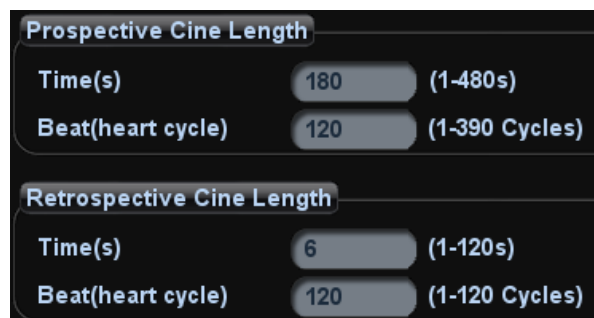 Prospective Cine Length
Time(s) 180 (1-480s)
Beat(heart cycle) 120 (1-390 Cycles)
Retrospective Cine Length
Time(s) 6 (1-120s)
Beat(heart cycle) 120 (1-120 Cycles)